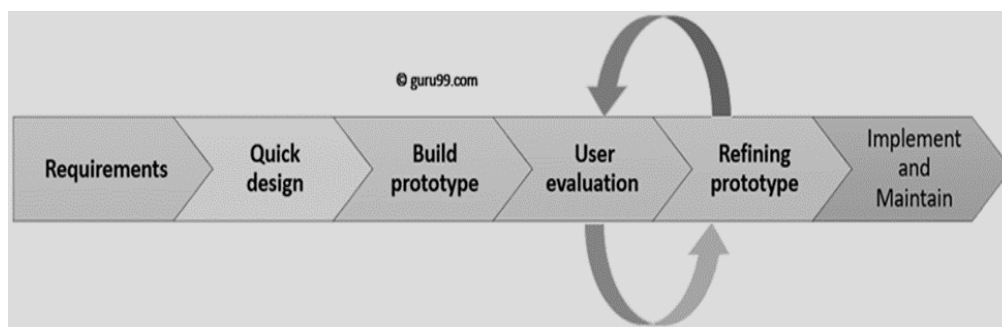 © guru99.com
Requirements
Quick
design
Build
prototype
User
evaluation
Refining
prototype
Implement
and
Maintain